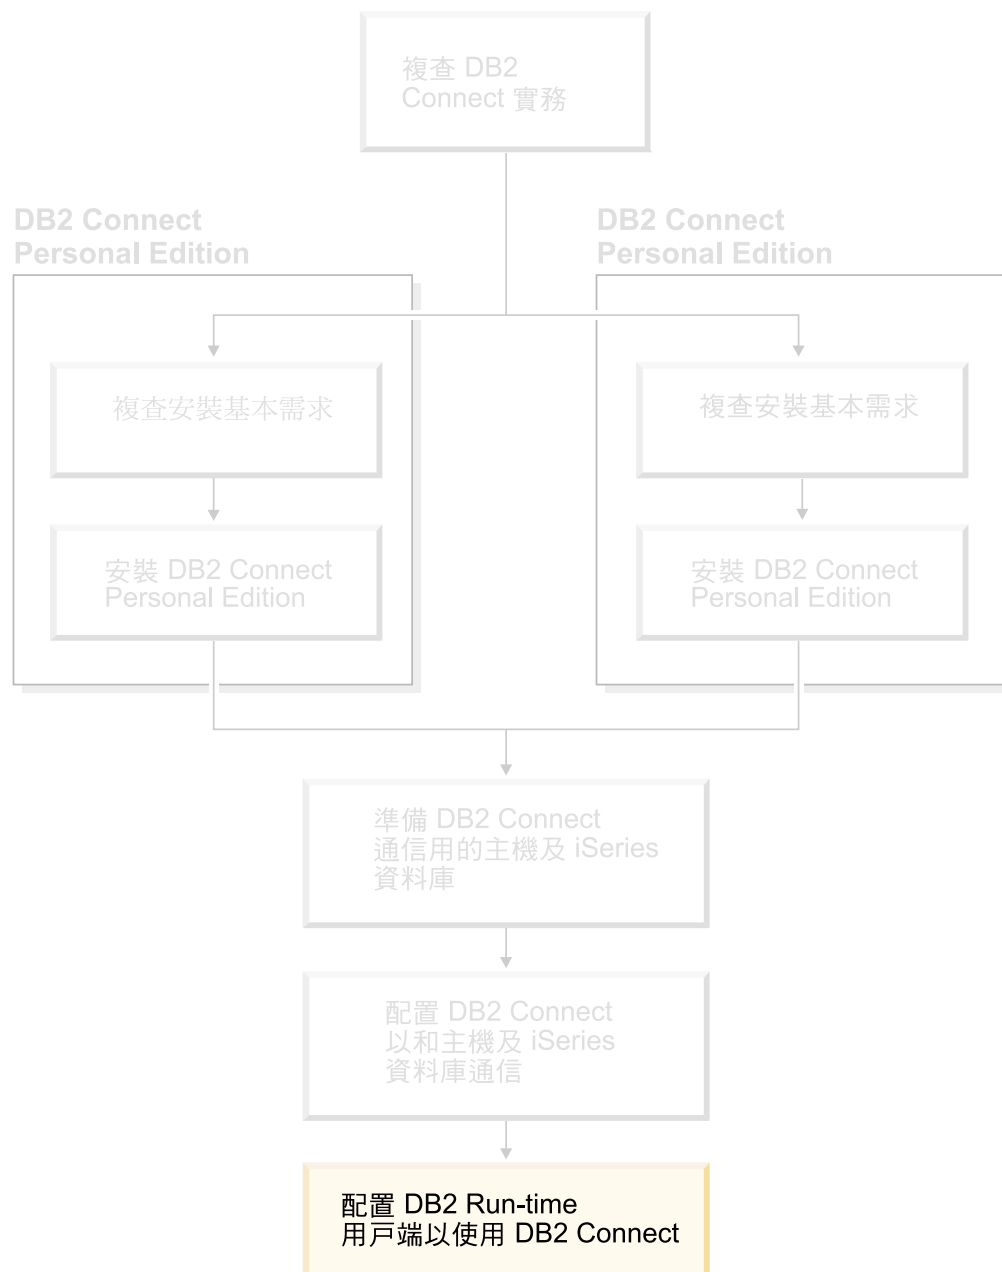 複查 DB2
Connect 實務
DB2 Connect
Personal Edition
DB2 Connect
Personal Edition
複查安裝基本需求
複查安裝基本需求
安裝 DB2 Connect
Personal Edition
安裝 DB2 Connect
Personal Edition
準備 DB2 Connect
通信用的主機及 iSeries
資料庫
配置 DB2 Connect
以和主機及 iSeries
資料庫通信
配置 DB2 Run-time
用戶端以使用 DB2 Connect